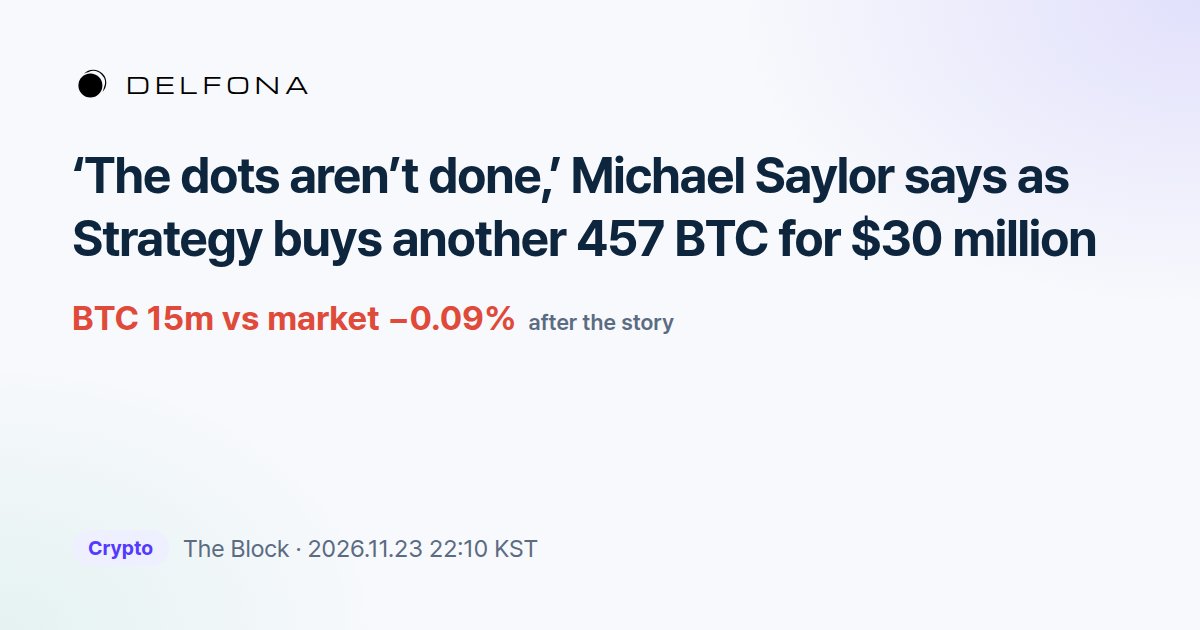 DELFONA
‘The dots aren’t done,’ Michael Saylor says as
Strategy buys another 457 BTC for $30 million
BTC 15m vs market −0.09% after the story
Crypto The Block · 2026.11.23 22:10 KST